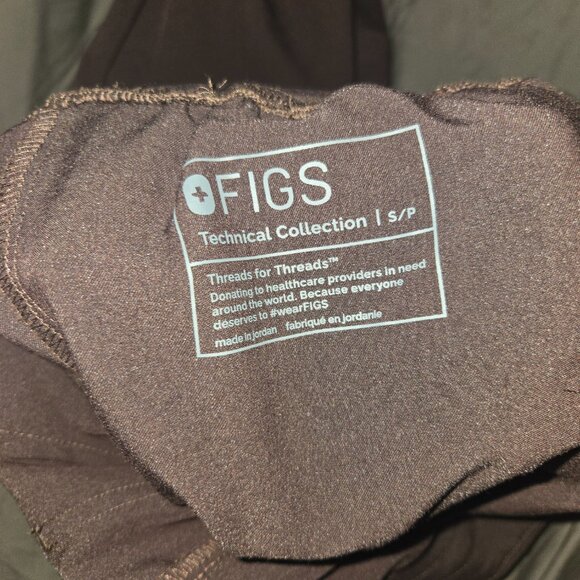 FIGS
Technical Collection | S/P
Threads for Threads™
Donating to healthcare providers in need
around the world. Because everyone
deserves to #wearFIGS
made in jordan fabriqué en jordanie